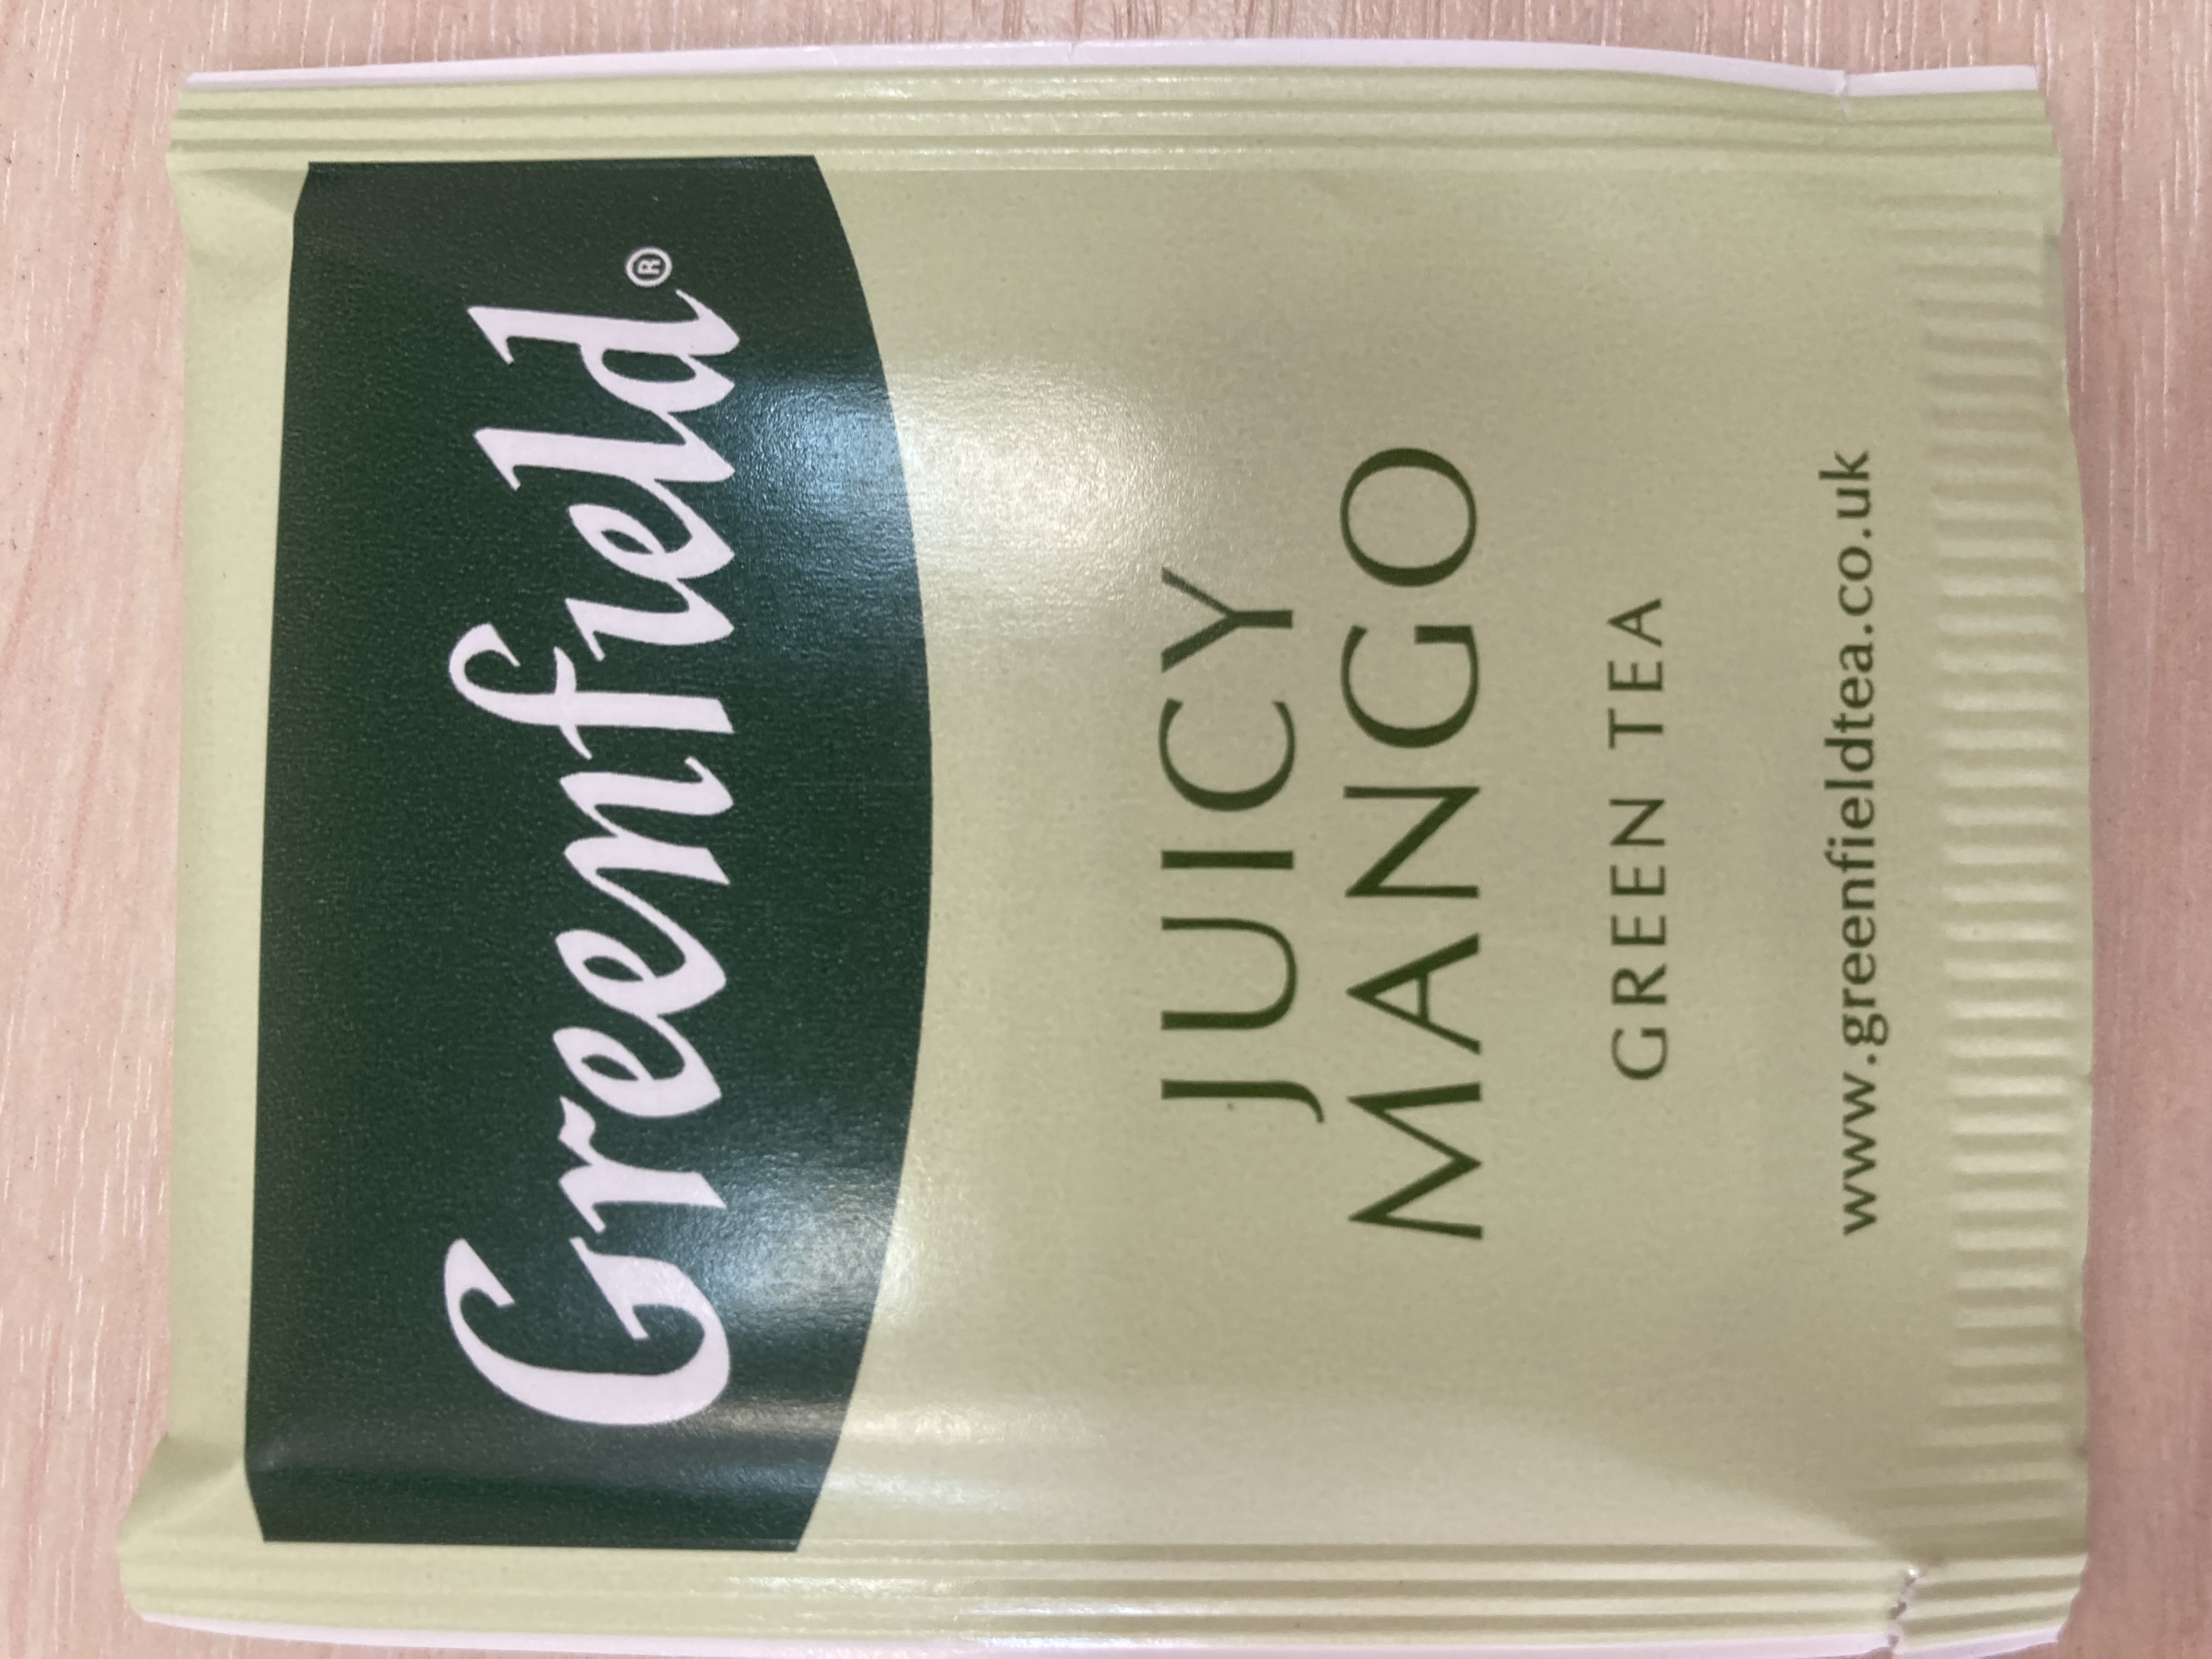 Greenfield®
JUICY
MANGO
GREEN TEA
www.greenfieldtea.co.uk